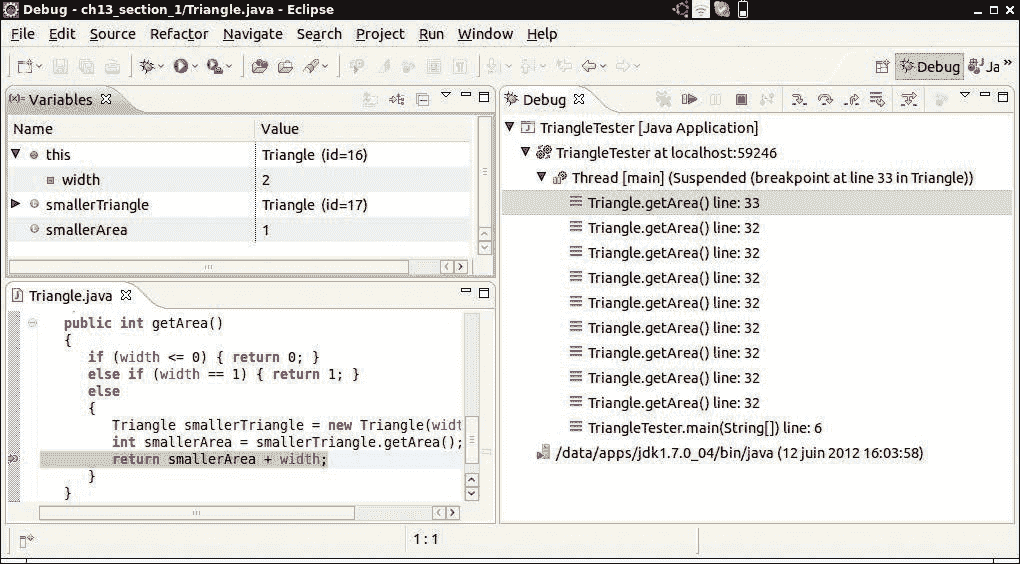 Debug - ch13_section_1/Triangle.java - Eclipse
File Edit Source Refactor Navigate Search Project Run Window Help
Debug Ja
Variables
Name Value
this Triangle (id=16)
width 2
smallerTriangle Triangle (id=17)
smallerArea 1
Triangle.java
public int getArea()
{
if (width <= 0) { return 0; }
else if (width == 1) { return 1; }
else
{
Triangle smallerTriangle = new Triangle(widt
int smallerArea = smallerTriangle.getArea();
return smallerArea + width;
}
}
Debug
TriangleTester [Java Application]
TriangleTester at localhost:59246
Thread [main] (Suspended (breakpoint at line 33 in Triangle))
Triangle.getArea() line: 33
Triangle.getArea() line: 32
Triangle.getArea() line: 32
Triangle.getArea() line: 32
Triangle.getArea() line: 32
Triangle.getArea() line: 32
Triangle.getArea() line: 32
Triangle.getArea() line: 32
Triangle.getArea() line: 32
TriangleTester.main(String[]) line: 6
/data/apps/jdk1.7.0_04/bin/java (12 juin 2012 16:03:58)
1 : 1